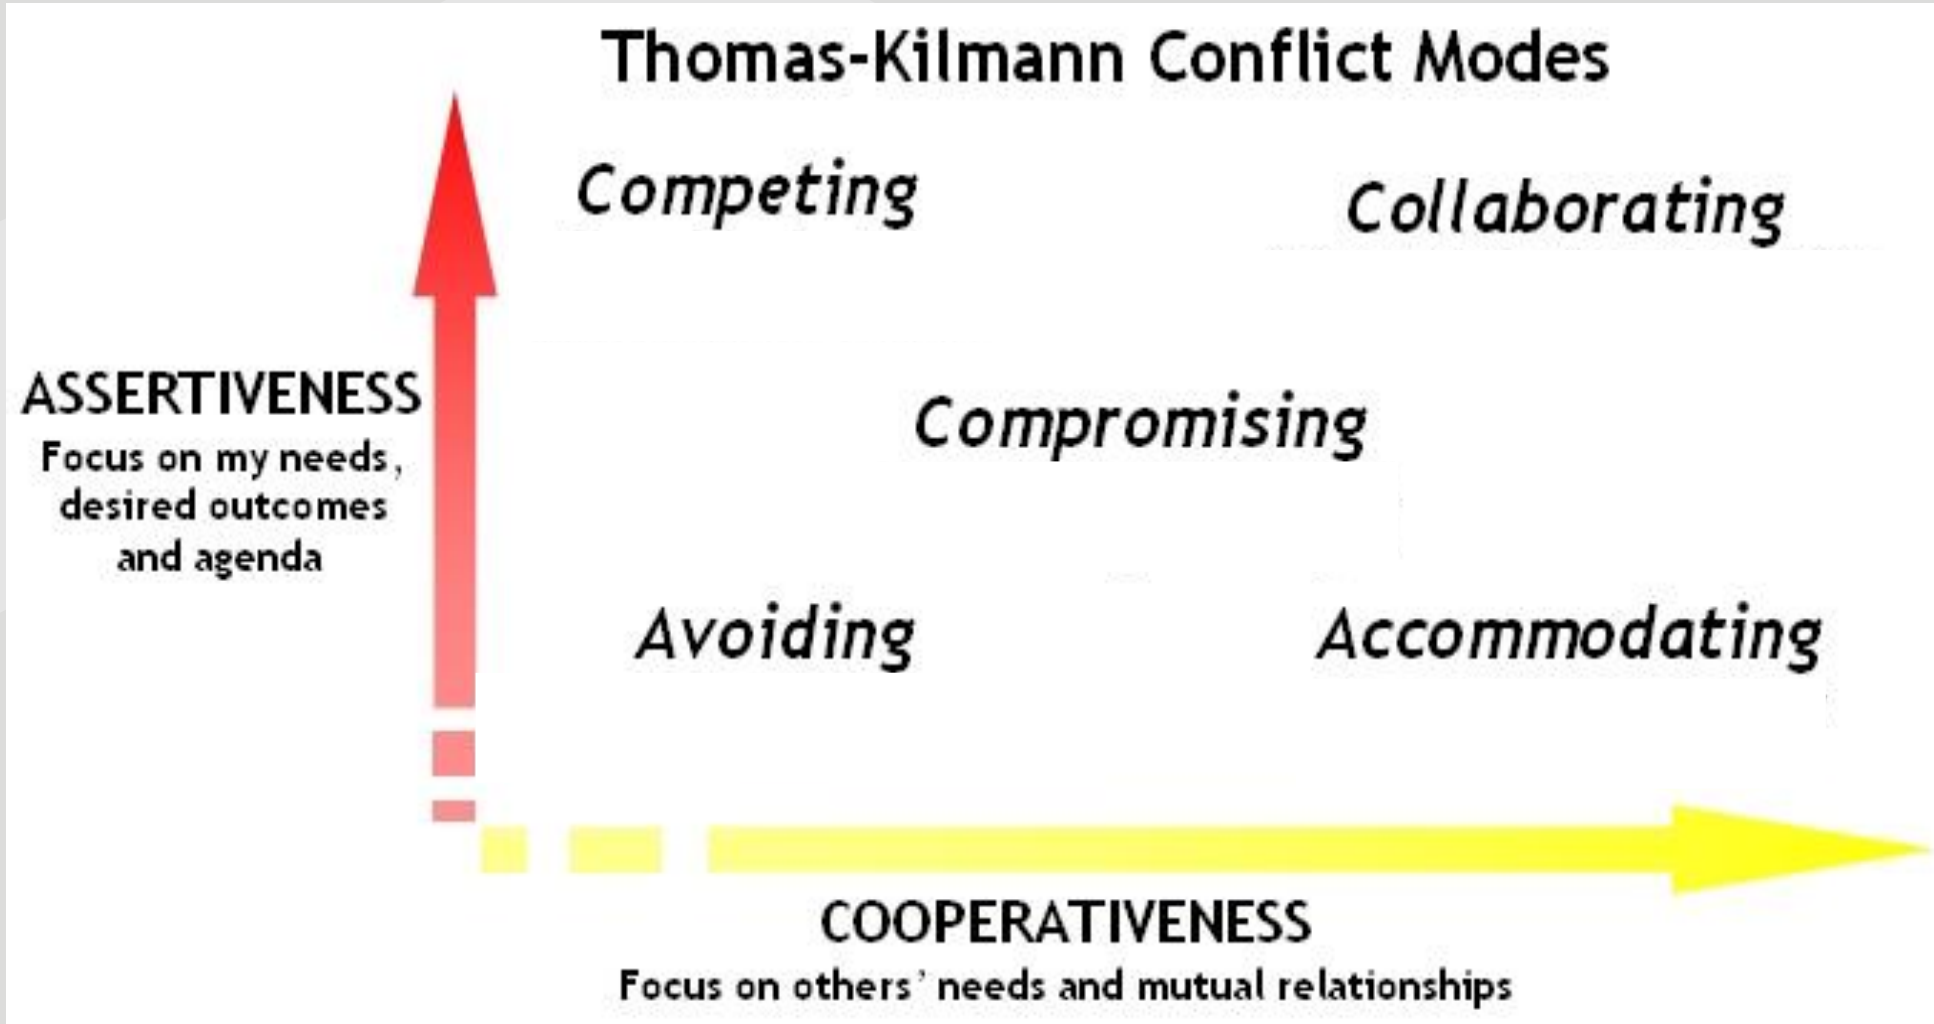 Thomas-Kilmann Conflict Modes
Competing
Collaborating
ASSERTIVENESS
Focus on my needs,
desired outcomes
and agenda
Compromising
Avoiding
Accommodating
COOPERATIVENESS
Focus on others' needs and mutual relationships